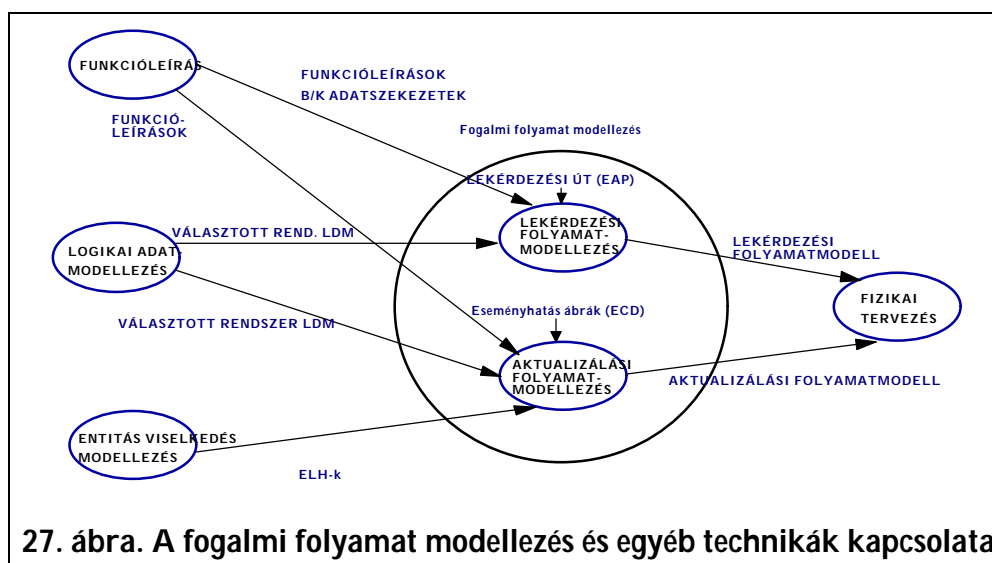 FUNKCIÓLEÍRÁS
FUNKCIÓLEÍRÁSOK
B/K ADATSZEKEZETEK
FUNKCIÓ-
LEÍRÁSOK
Fogalmi folyamat modellezés
LEKÉRDEZÉSI ÚT (EAP)
LEKÉRDEZÉSI
FOLYAMAT-
MODELLEZÉS
VÁLASZTOTT REND. LDM
LOGIKAI ADAT-
MODELLEZÉS
LEKÉRDEZÉSI
FOLYAMATMODELL
FIZIKAI
TERVEZÉS
VÁLASZTOTT RENDSZER LDM
Eseményhatás ábrák (ECD)
AKTUALIZÁLÁSI
FOLYAMAT-
MODELLEZÉS
AKTUALIZÁLÁSI FOLYAMATMODELL
ENTITÁS VISELKEDÉS
MODELLEZÉS
ELH-k
27. ábra. A fogalmi folyamat modellezés és egyéb technikák kapcsolata